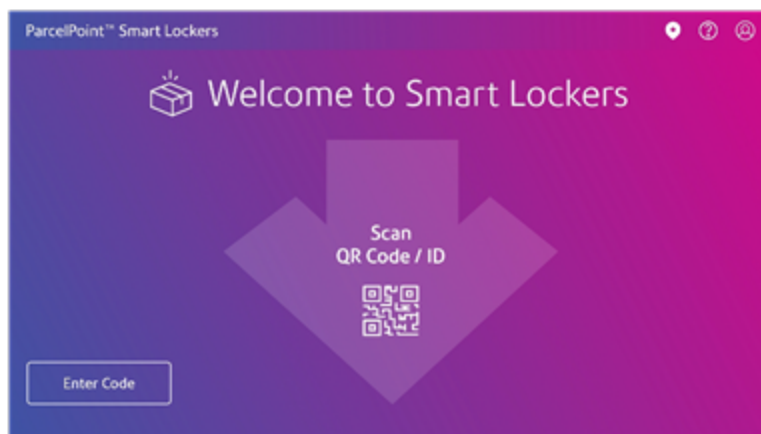 ParcelPoint™ Smart Lockers
Welcome to Smart Lockers
Scan
QR Code / ID
Enter Code